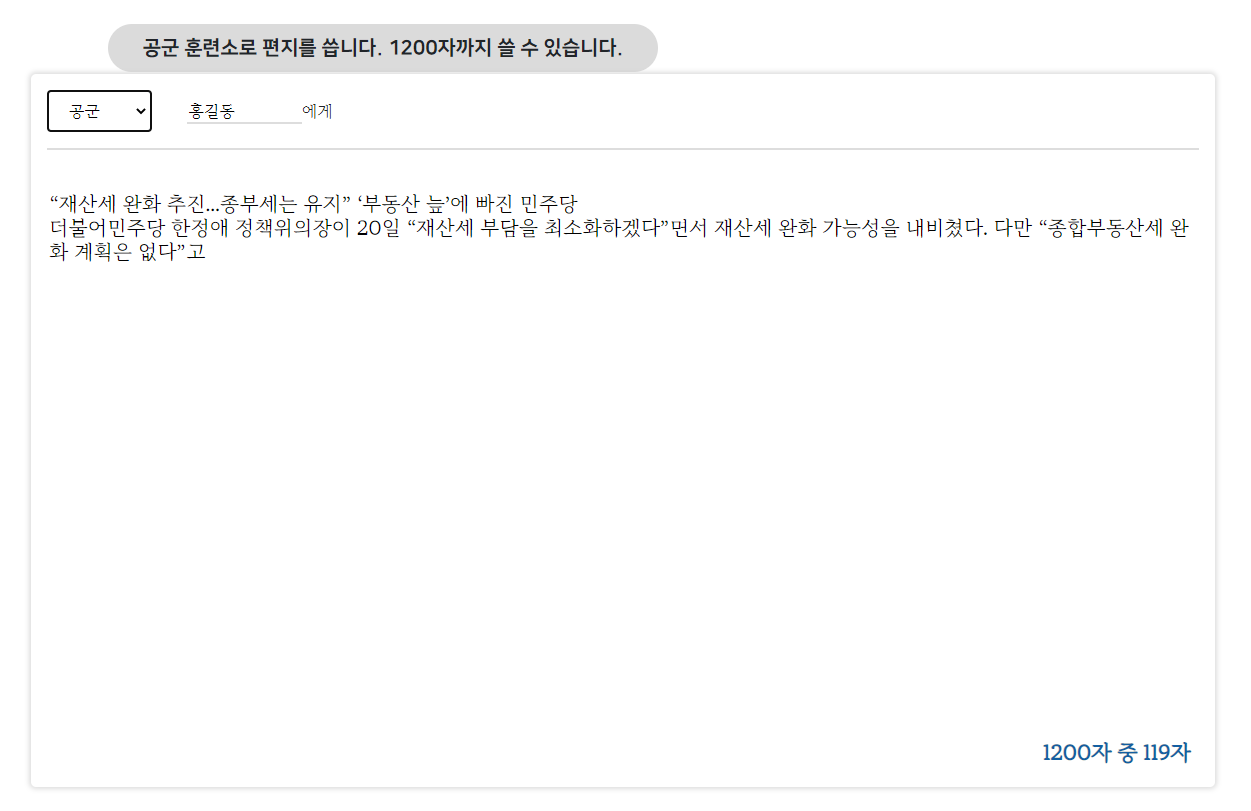 공군 훈련소로 편지를 씁니다. 1200자까지 쓸 수 있습니다.
공군 홍길동 에게
“재산세 완화 추진...종부세는 유지” ‘부동산 늪’에 빠진 민주당
더불어민주당 한정애 정책위의장이 20일 “재산세 부담을 최소화하겠다”면서 재산세 완화 가능성을 내비쳤다. 다만 “종합부동산세 완
화 계획은 없다”고
1200자 중 119자